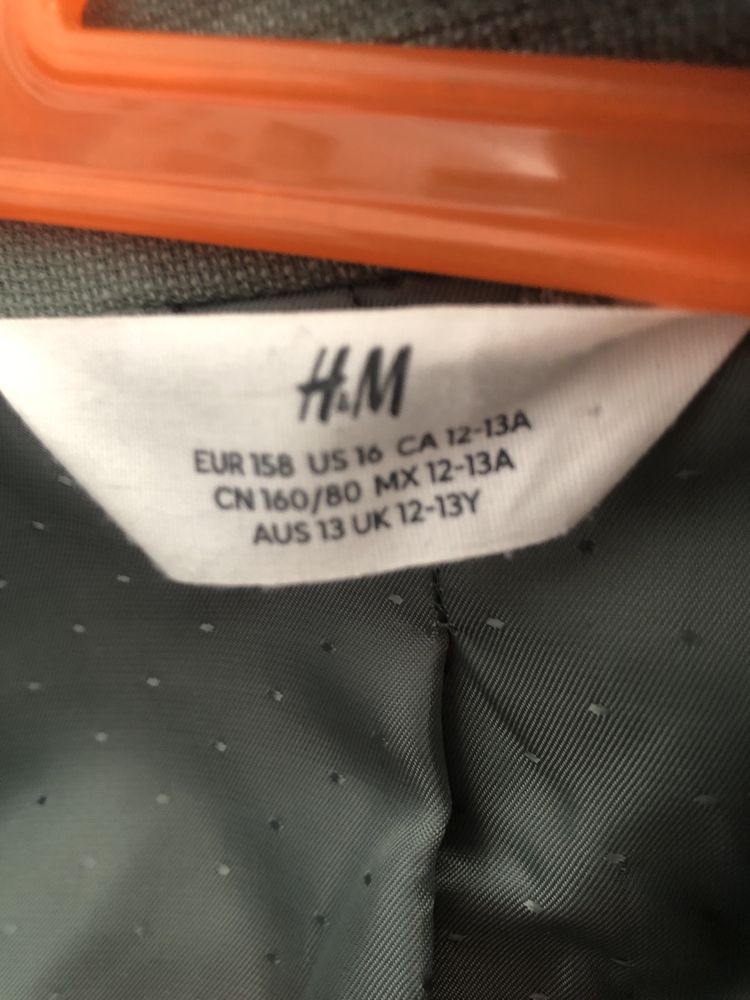 H&M
EUR 158 US 16 CA 12-13A
CN 160/80 MX 12-13A
AUS 13 UK 12-13Y